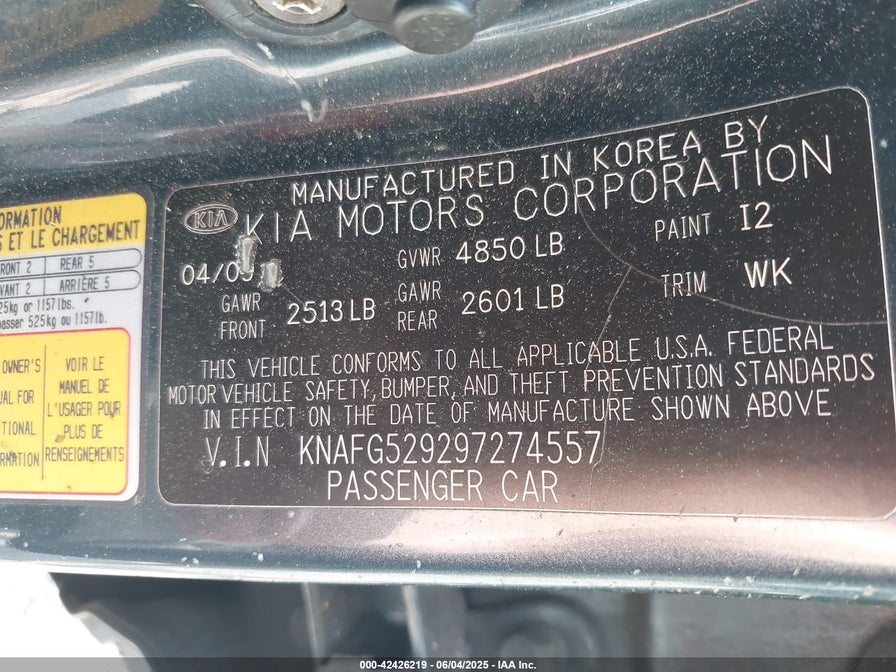 ORMATION
S ET LE CHARGEMENT
RONT 2 REAR 5
VANT 2 ARRIÈRE 5
25kg or 1157 lbs.
passer 525kg ou 1157lb.
OWNER'S
UAL FOR
TIONAL
RMATION
VOIR LE
MANUEL DE
L'USAGER POUR
PLUS DE
RENSEIGNEMENTS
MANUFACTURED IN KOREA BY
KIA KIA MOTORS CORPORATION
GVWR 4850 LB PAINT I2
GAWR FRONT 2513 LB GAWR REAR 2601 LB TRIM WK
THIS VEHICLE CONFORMS TO ALL APPLICABLE U.S.A. FEDERAL
MOTOR VEHICLE SAFETY, BUMPER, AND THEFT PREVENTION STANDARDS
IN EFFECT ON THE DATE OF MANUFACTURE SHOWN ABOVE
V.I.N KNAFG529297274557
PASSENGER CAR
000-42426219 - 06/04/2025 - IAA Inc.